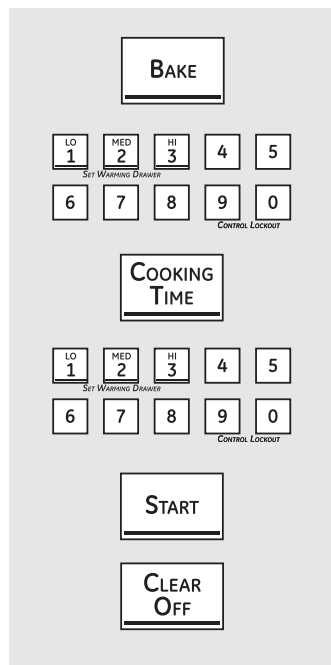 BAKE
LO MED HI
1 2 3 4 5
SET WARMING DRAWER
6 7 8 9 0
CONTROL LOCKOUT
COOKING
TIME
LO MED HI
1 2 3 4 5
SET WARMING DRAWER
6 7 8 9 0
CONTROL LOCKOUT
START
CLEAR
OFF